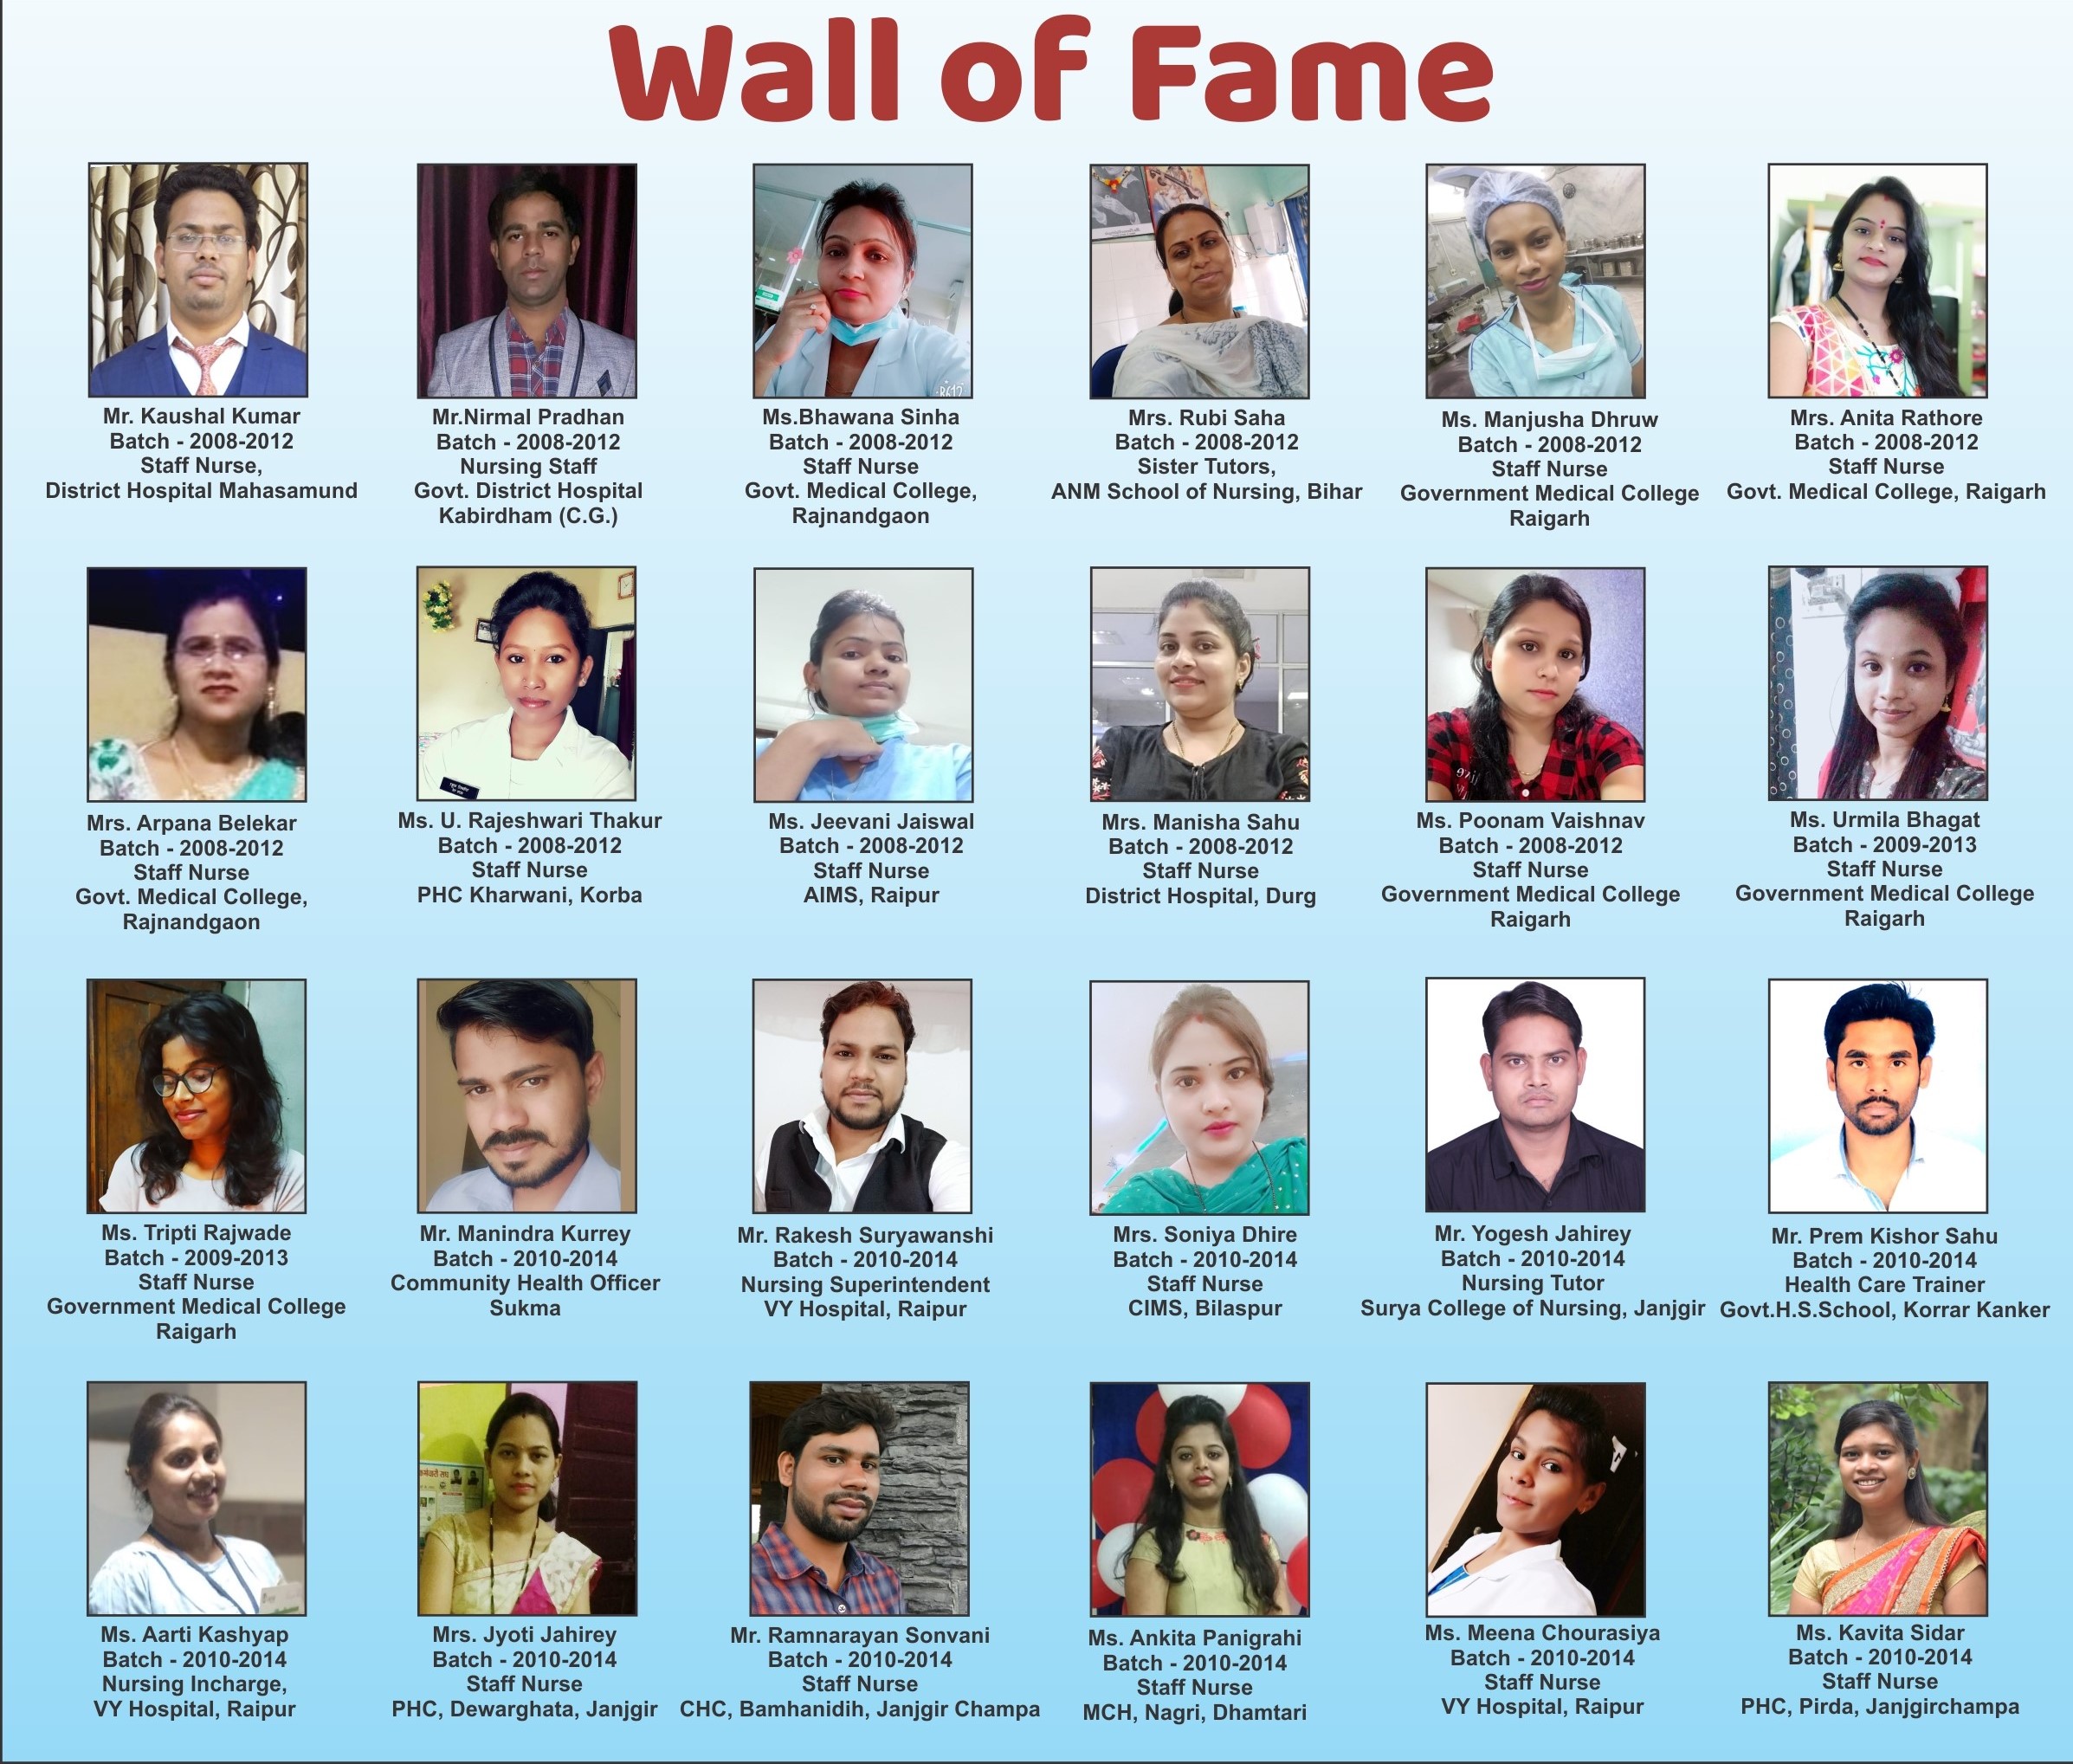 Wall of Fame
Mr. Kaushal Kumar
Batch - 2008-2012
Staff Nurse,
District Hospital Mahasamund
Mr.Nirmal Pradhan
Batch - 2008-2012
Nursing Staff
Govt. District Hospital
Kabirdham (C.G.)
Ms.Bhawana Sinha
Batch - 2008-2012
Staff Nurse
Govt. Medical College,
Rajnandgaon
Mrs. Rubi Saha
Batch - 2008-2012
Sister Tutors,
ANM School of Nursing, Bihar
Ms. Manjusha Dhruw
Batch - 2008-2012
Staff Nurse
Government Medical College
Raigarh
Mrs. Anita Rathore
Batch - 2008-2012
Staff Nurse
Govt. Medical College, Raigarh
Mrs. Arpana Belekar
Batch - 2008-2012
Staff Nurse
Govt. Medical College,
Rajnandgaon
Ms. U. Rajeshwari Thakur
Batch - 2008-2012
Staff Nurse
PHC Kharwani, Korba
Ms. Jeevani Jaiswal
Batch - 2008-2012
Staff Nurse
AIMS, Raipur
Mrs. Manisha Sahu
Batch - 2008-2012
Staff Nurse
District Hospital, Durg
Ms. Poonam Vaishnav
Batch - 2008-2012
Staff Nurse
Government Medical College
Raigarh
Ms. Urmila Bhagat
Batch - 2009-2013
Staff Nurse
Government Medical College
Raigarh
Ms. Tripti Rajwade
Batch - 2009-2013
Staff Nurse
Government Medical College
Raigarh
Mr. Manindra Kurrey
Batch - 2010-2014
Community Health Officer
Sukma
Mr. Rakesh Suryawanshi
Batch - 2010-2014
Nursing Superintendent
VY Hospital, Raipur
Mrs. Soniya Dhire
Batch - 2010-2014
Staff Nurse
CIMS, Bilaspur
Mr. Yogesh Jahirey
Batch - 2010-2014
Nursing Tutor
Surya College of Nursing, Janjgir
Mr. Prem Kishor Sahu
Batch - 2010-2014
Health Care Trainer
Govt.H.S.School, Korrar Kanker
Ms. Aarti Kashyap
Batch - 2010-2014
Nursing Incharge,
VY Hospital, Raipur
Mrs. Jyoti Jahirey
Batch - 2010-2014
Staff Nurse
PHC, Dewarghata, Janjgir
Mr. Ramnarayan Sonvani
Batch - 2010-2014
Staff Nurse
CHC, Bamhanidih, Janjgir Champa
Ms. Ankita Panigrahi
Batch - 2010-2014
Staff Nurse
MCH, Nagri, Dhamtari
Ms. Meena Chourasiya
Batch - 2010-2014
Staff Nurse
VY Hospital, Raipur
Ms. Kavita Sidar
Batch - 2010-2014
Staff Nurse
PHC, Pirda, Janjgirchampa